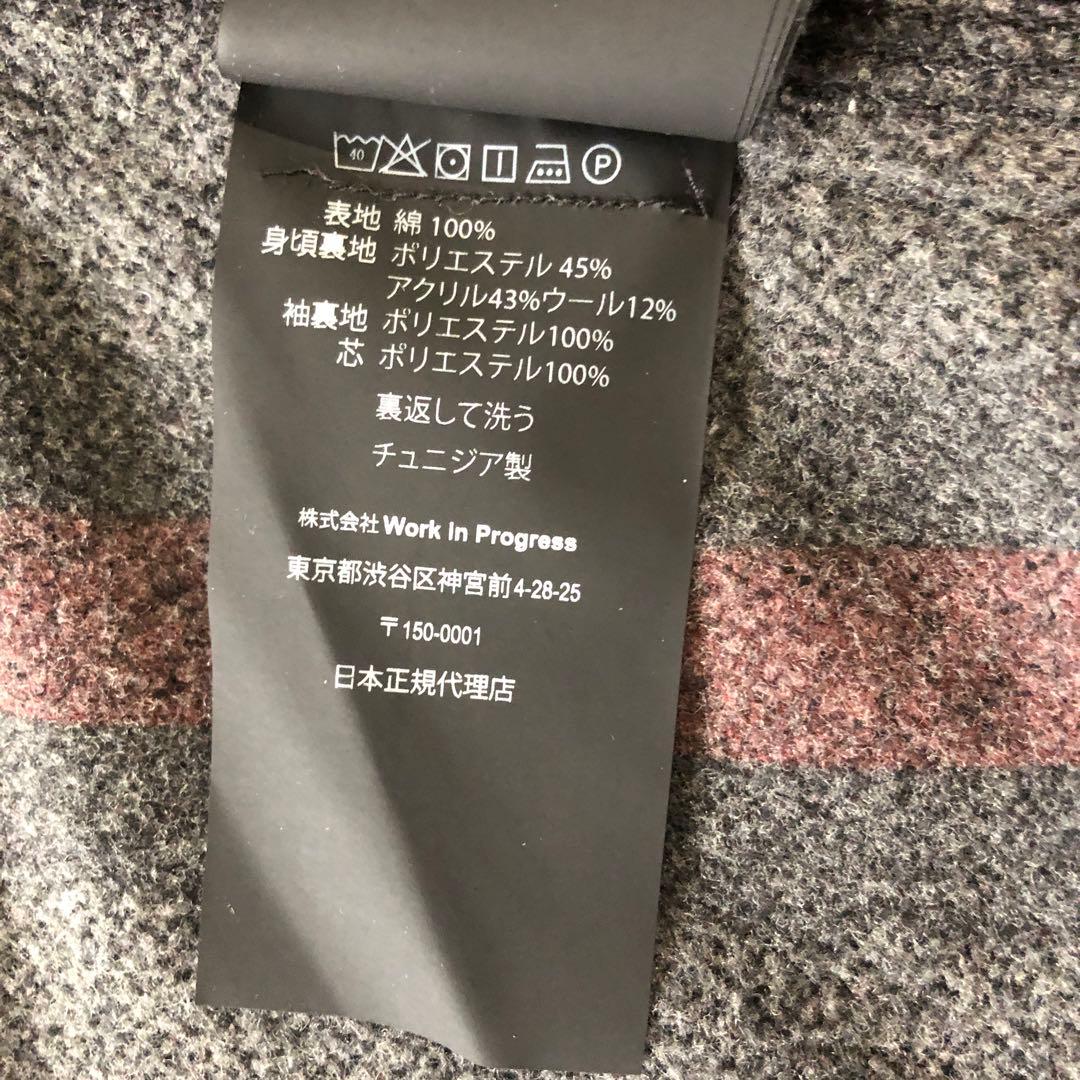 40 P
表地 綿 100%
身頃裏地 ポリエステル 45%
アクリル43%ウール12%
袖裏地 ポリエステル100%
芯 ポリエステル100%
裏返して洗う
チュニジア製
株式会社 Work In Progress
東京都渋谷区神宮前4-28-25
〒150-0001
日本正規代理店